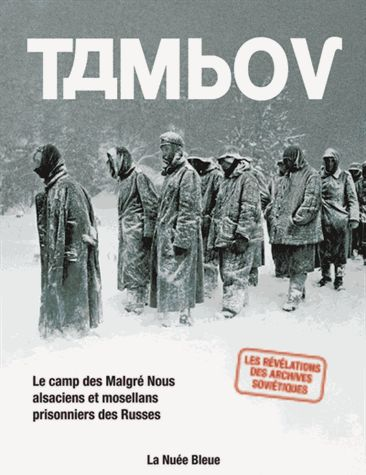 TAMbOV
Le camp des Malgré Nous
alsaciens et mosellans
prisonniers des Russes
LES RÉVÉLATIONS
DES ARCHIVES
SOVIÉTIQUES
La Nuée Bleue